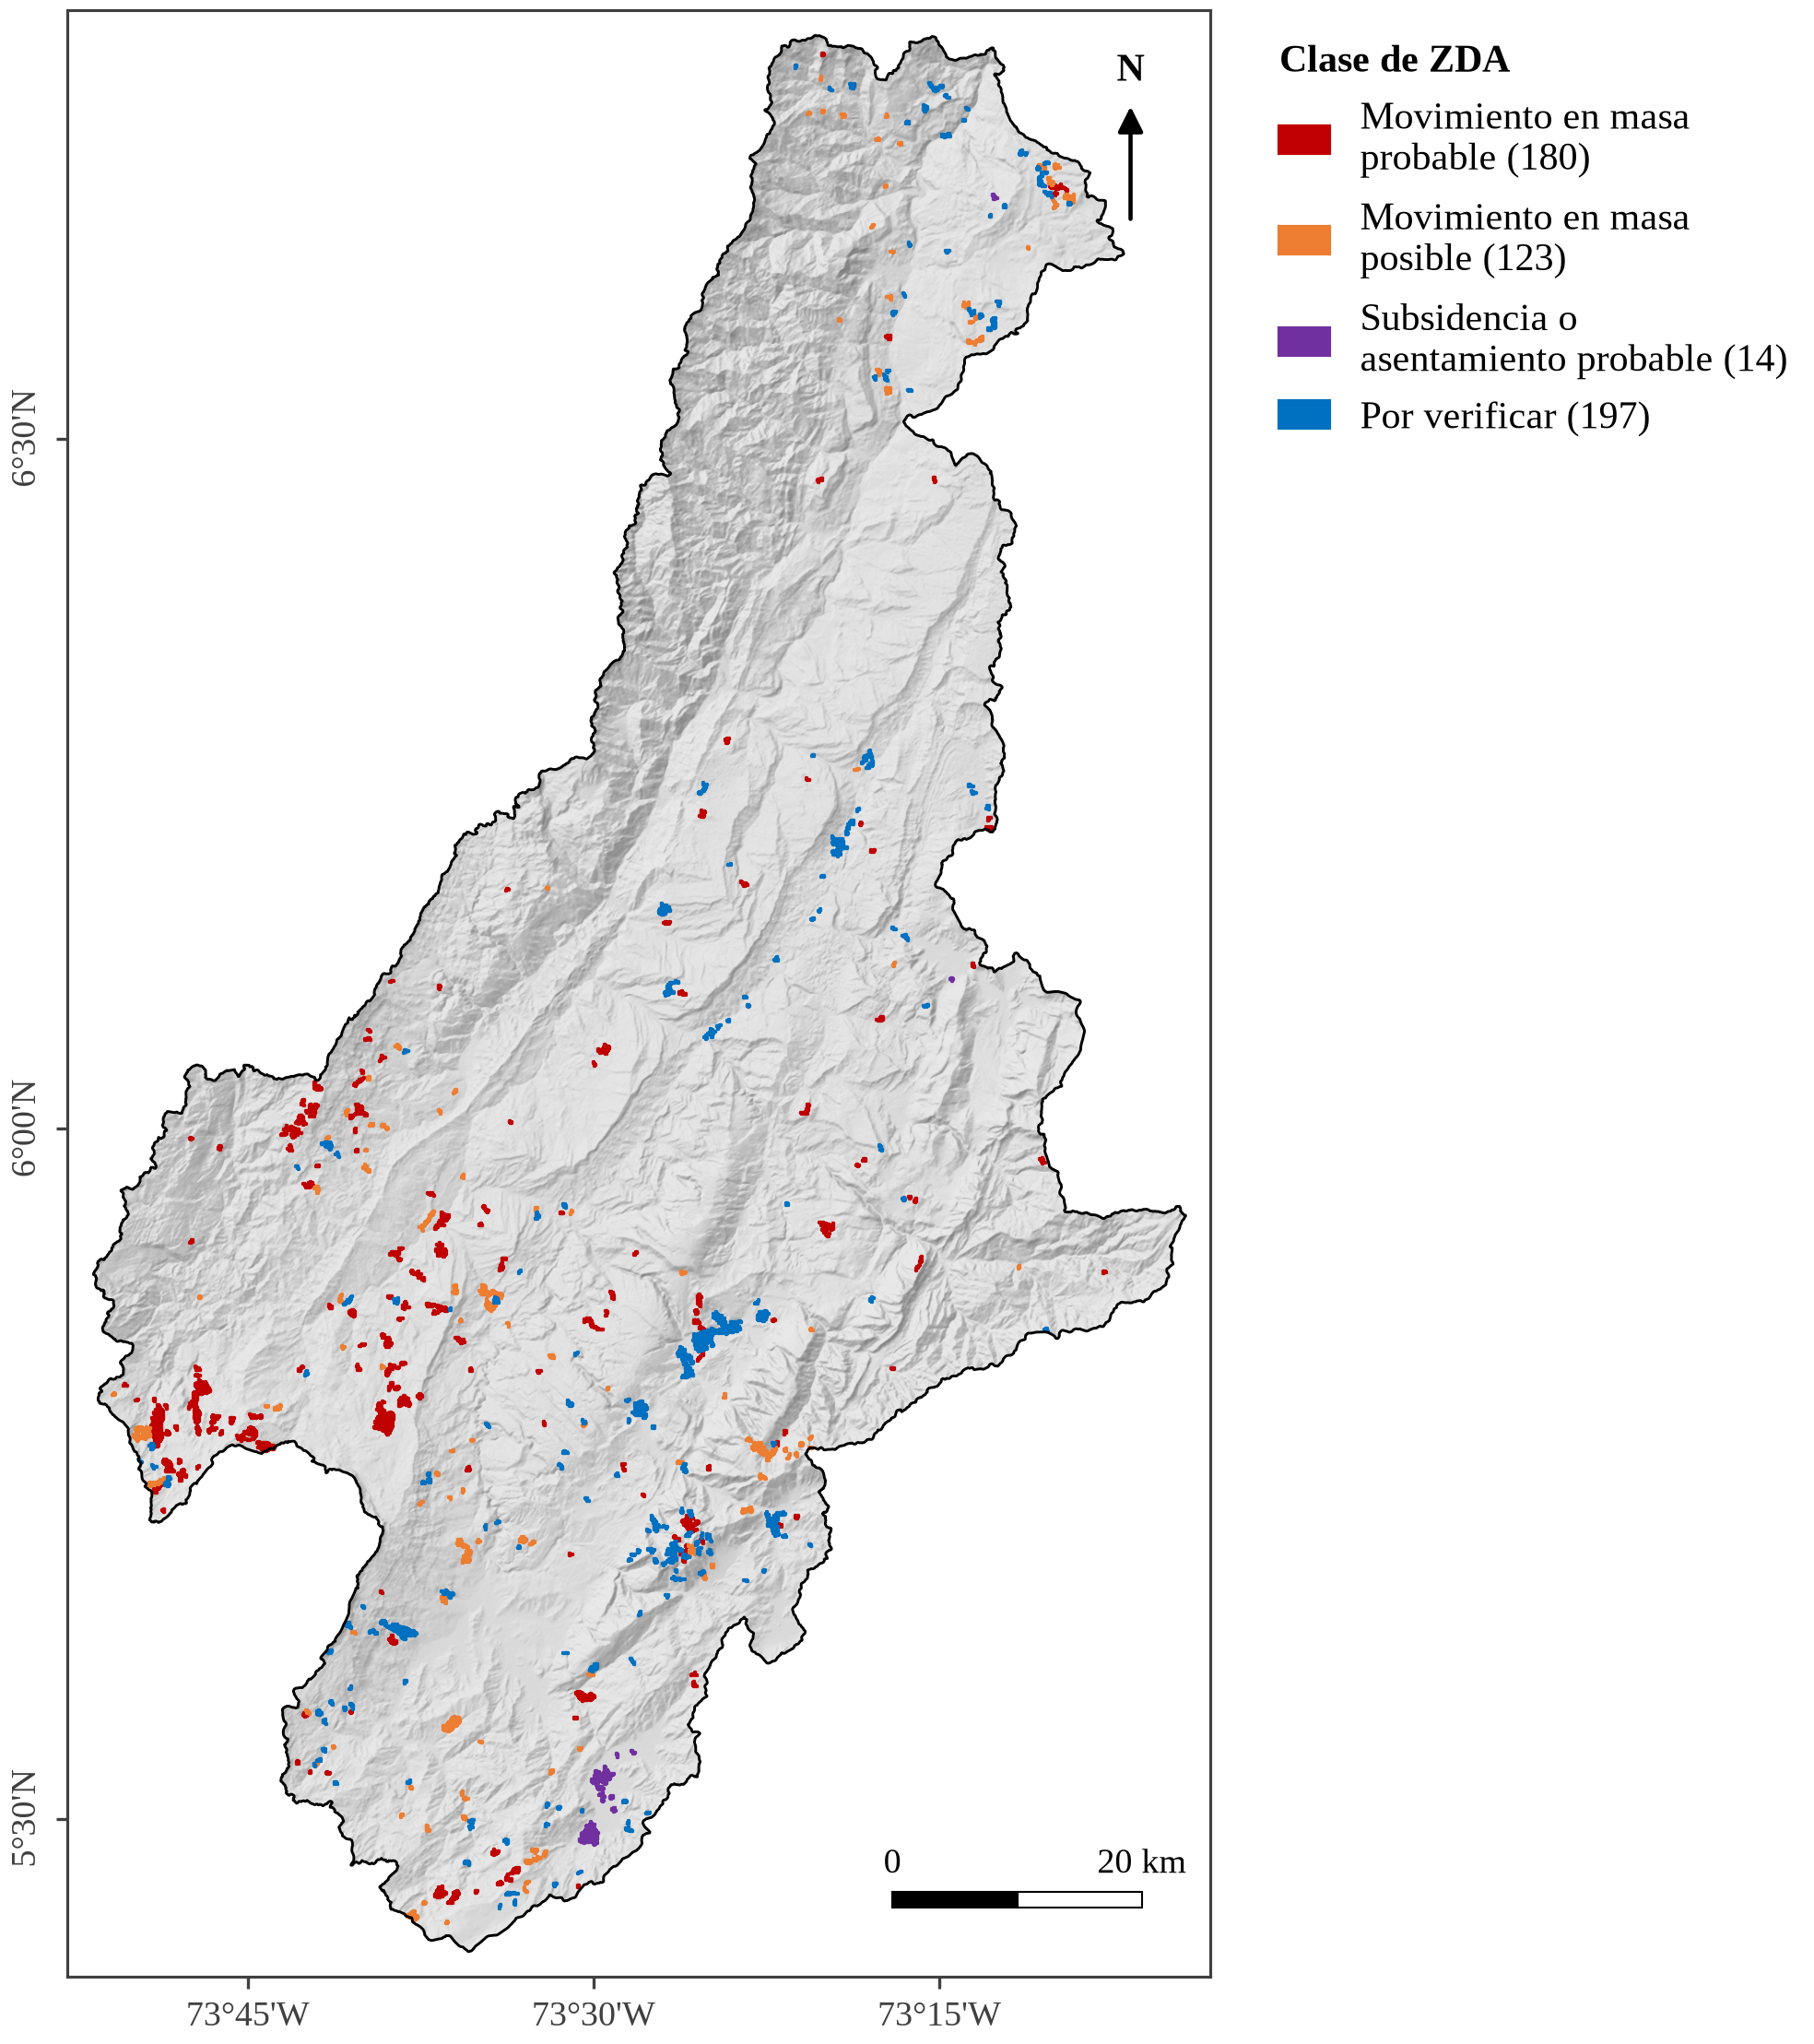 Clase de ZDA
Movimiento en masa
probable (180)
Movimiento en masa
posible (123)
Subsidencia o
asentamiento probable (14)
Por verificar (197)
N
6°30'N
6°00'N
5°30'N
0
20 km
73°45'W
73°30'W
73°15'W